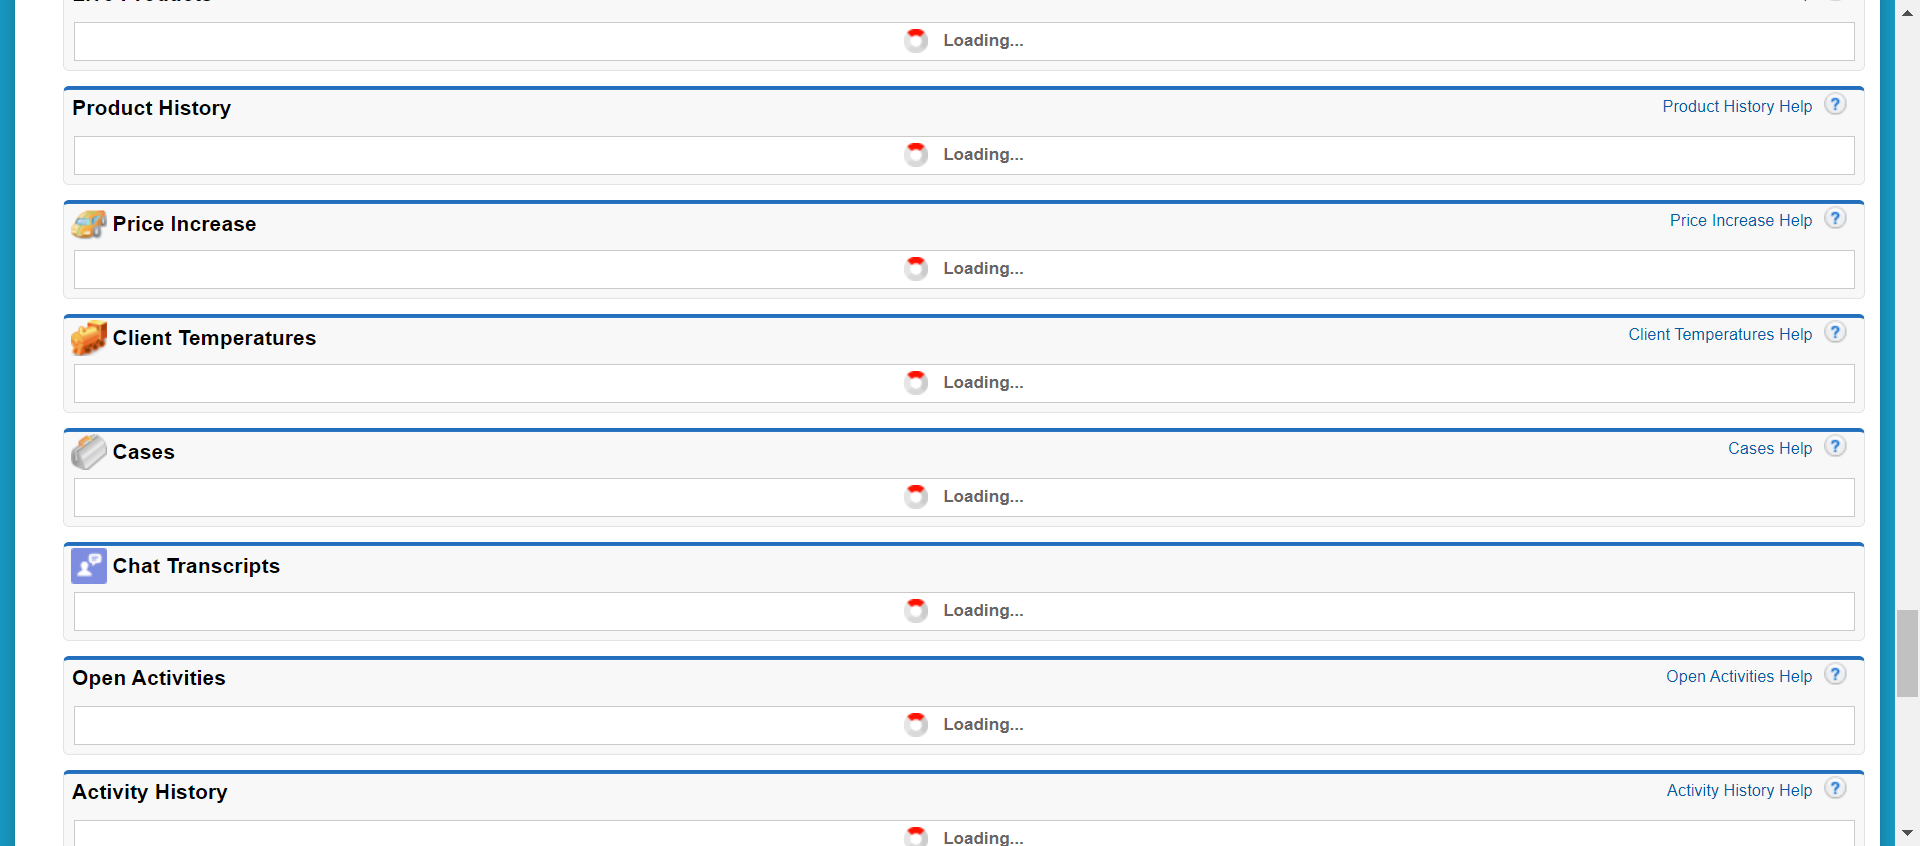 Loading...
Product History
Product History Help ?
Loading...
Price Increase
Price Increase Help ?
Loading...
Client Temperatures
Client Temperatures Help ?
Loading...
Cases
Cases Help ?
Loading...
Chat Transcripts
Loading...
Open Activities
Open Activities Help ?
Loading...
Activity History
Activity History Help ?
Loading...